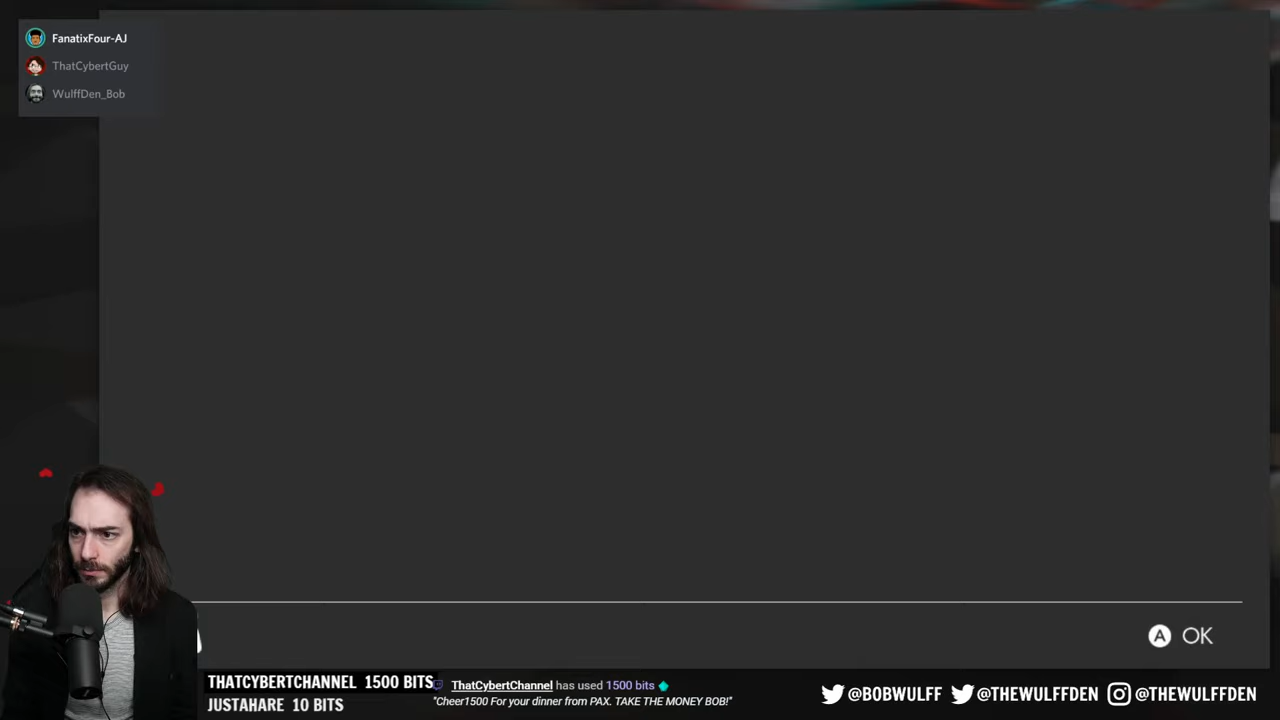 FanatixFour-AJ
ThatCybertGuy
WulffDen_Bob
A OK
THATCYBERTCHANNEL 1500 BITS
JUSTAHARE 10 BITS
ThatCybertChannel has used 1500 bits
"Cheer1500 For your dinner from PAX. TAKE THE MONEY BOB!"
@BOBWULFF @THEWULFFDEN @THEWULFFDEN